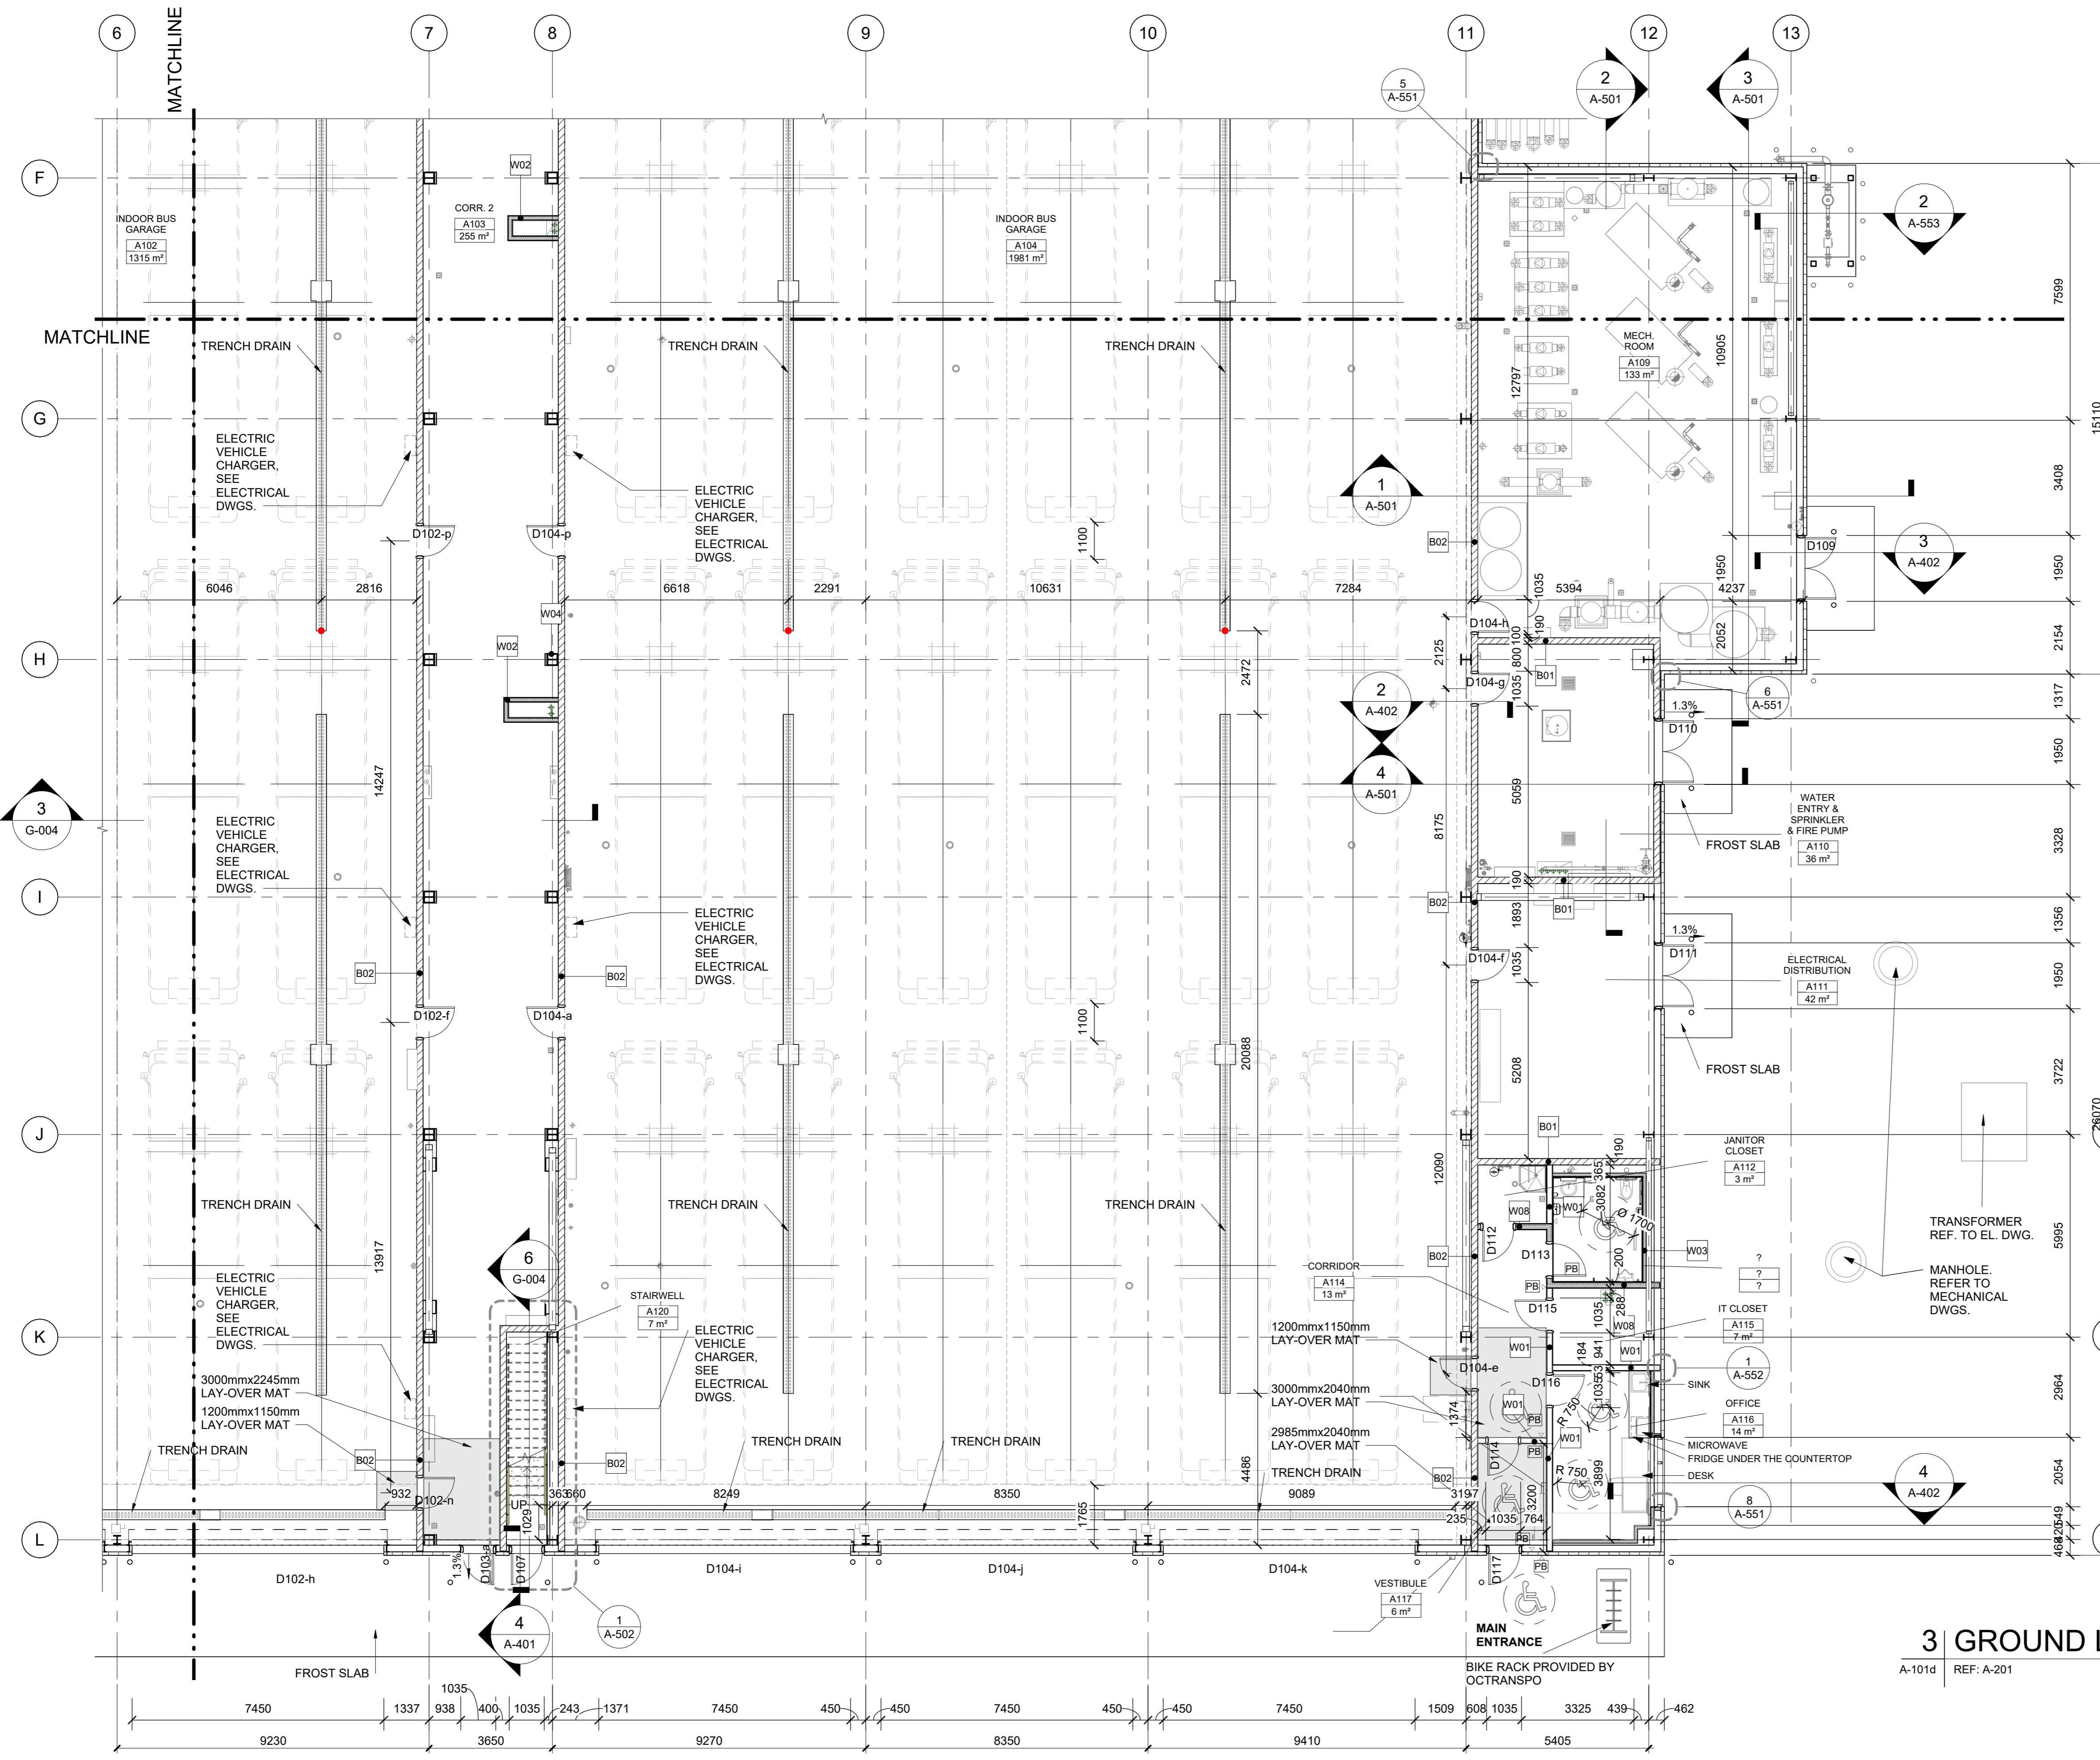 MATCHLINE
6
7
8
9
10
11
12
13
5
A-551
2
A-501
3
A-501
F
G
H
I
J
K
L
W02
INDOOR BUS
GARAGE
A102
1315 m²
CORR. 2
A103
255 m²
INDOOR BUS
GARAGE
A104
1981 m²
2
A-553
MATCHLINE
TRENCH DRAIN
TRENCH DRAIN
TRENCH DRAIN
MECH.
ROOM
A109
133 m²
12797
10905
7599
15110
ELECTRIC
VEHICLE
CHARGER,
SEE
ELECTRICAL
DWGS.
ELECTRIC
VEHICLE
CHARGER,
SEE
ELECTRICAL
DWGS.
1
A-501
3408
D102-p
D104-p
1100
B02
D109
3
A-402
1950
1950
6046
2816
6618
2291
10631
7284
1035
5394
4237
W04
W02
D104-h
190
100
800
2052
2154
2125
2472
D104-g
1035
B01
2
A-402
6
A-551
1.3%
D110
1317
1950
14247
3
G-004
4
A-501
5059
8175
ELECTRIC
VEHICLE
CHARGER,
SEE
ELECTRICAL
DWGS.
WATER
ENTRY &
SPRINKLER
& FIRE PUMP
A110
36 m²
FROST SLAB
3328
190
B02
B01
1893
1356
ELECTRIC
VEHICLE
CHARGER,
SEE
ELECTRICAL
DWGS.
1.3%
D111
D104-f
1035
B02
B02
ELECTRICAL
DISTRIBUTION
A111
42 m²
1950
D102-f
D104-a
1100
20088
5208
FROST SLAB
3722
26070
B01
190
JANITOR
CLOSET
A112
3 m²
12090
365
3082
W01
Ø 1700
TRENCH DRAIN
TRENCH DRAIN
TRENCH DRAIN
W08
D112
D113
B02
W03
200
PB
?
?
?
TRANSFORMER
REF. TO EL. DWG.
5995
13917
6
G-004
CORRIDOR
A114
13 m²
PB
MANHOLE.
REFER TO
MECHANICAL
DWGS.
ELECTRIC
VEHICLE
CHARGER,
SEE
ELECTRICAL
DWGS.
STAIRWELL
A120
7 m²
D115
288
1035
W08
IT CLOSET
A115
7 m²
1200mmx1150mm
LAY-OVER MAT
W01
184
941
W01
ELECTRIC
VEHICLE
CHARGER,
SEE
ELECTRICAL
DWGS.
D104-e
D116
53
1
A-552
3000mmx2245mm
LAY-OVER MAT
1200mmx1150mm
LAY-OVER MAT
3000mmx2040mm
LAY-OVER MAT
1035
SINK
W01
R 750
PB
1374
OFFICE
A116
14 m²
2964
2985mmx2040mm
LAY-OVER MAT
W01
PB
D114
MICROWAVE
FRIDGE UNDER THE COUNTERTOP
DESK
TRENCH DRAIN
TRENCH DRAIN
TRENCH DRAIN
TRENCH DRAIN
B02
B02
B02
R 750
3899
4486
4
A-402
2054
932
D102-n
UP
1029
363
660
8249
8350
9089
3197
1765
3200
235
1035
764
PB
8
A-551
549
420
468
1.3%
D103-a
D107
D102-h
D104-i
D104-j
D104-k
D117
PB
VESTIBULE
A117
6 m²
4
A-401
1
A-502
MAIN
ENTRANCE
FROST SLAB
BIKE RACK PROVIDED BY
OCTRANSPO
3
GROUND L
A-101d
REF: A-201
7450
1337
938
1035
400
1035
243
1371
7450
450
450
7450
450
450
7450
1509
608
1035
3325
439
462
9230
3650
9270
8350
9410
5405